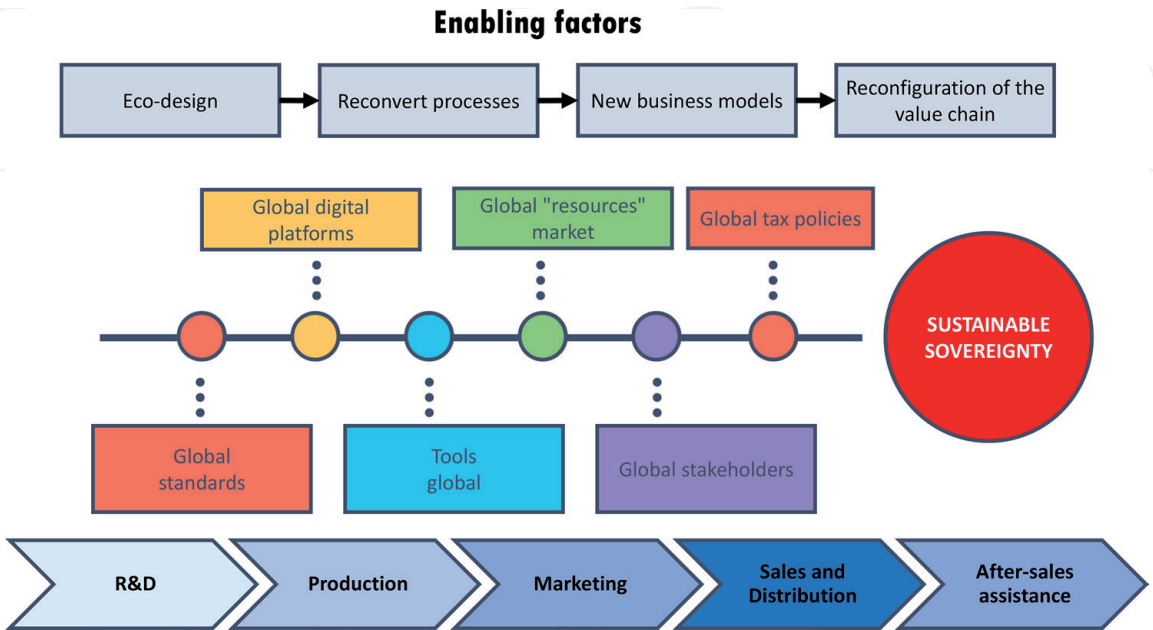 Enabling factors
Eco-design
Reconvert processes
New business models
Reconfiguration of the
value chain
Global digital
platforms
Global "resources"
market
Global tax policies
SUSTAINABLE
SOVEREIGNTY
Global
standards
Tools
global
Global stakeholders
R&D
Production
Marketing
Sales and
Distribution
After-sales
assistance